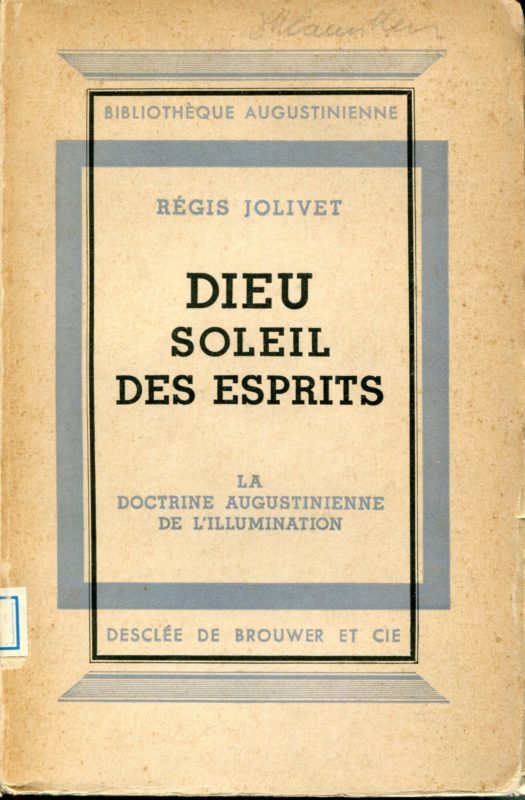 BIBLIOTHÈQUE AUGUSTINIENNE
RÉGIS JOLIVET
DIEU
SOLEIL
DES ESPRITS
LA
DOCTRINE AUGUSTINIENNE
DE L'ILLUMINATION
DESCLÉE DE BROUWER ET CIE